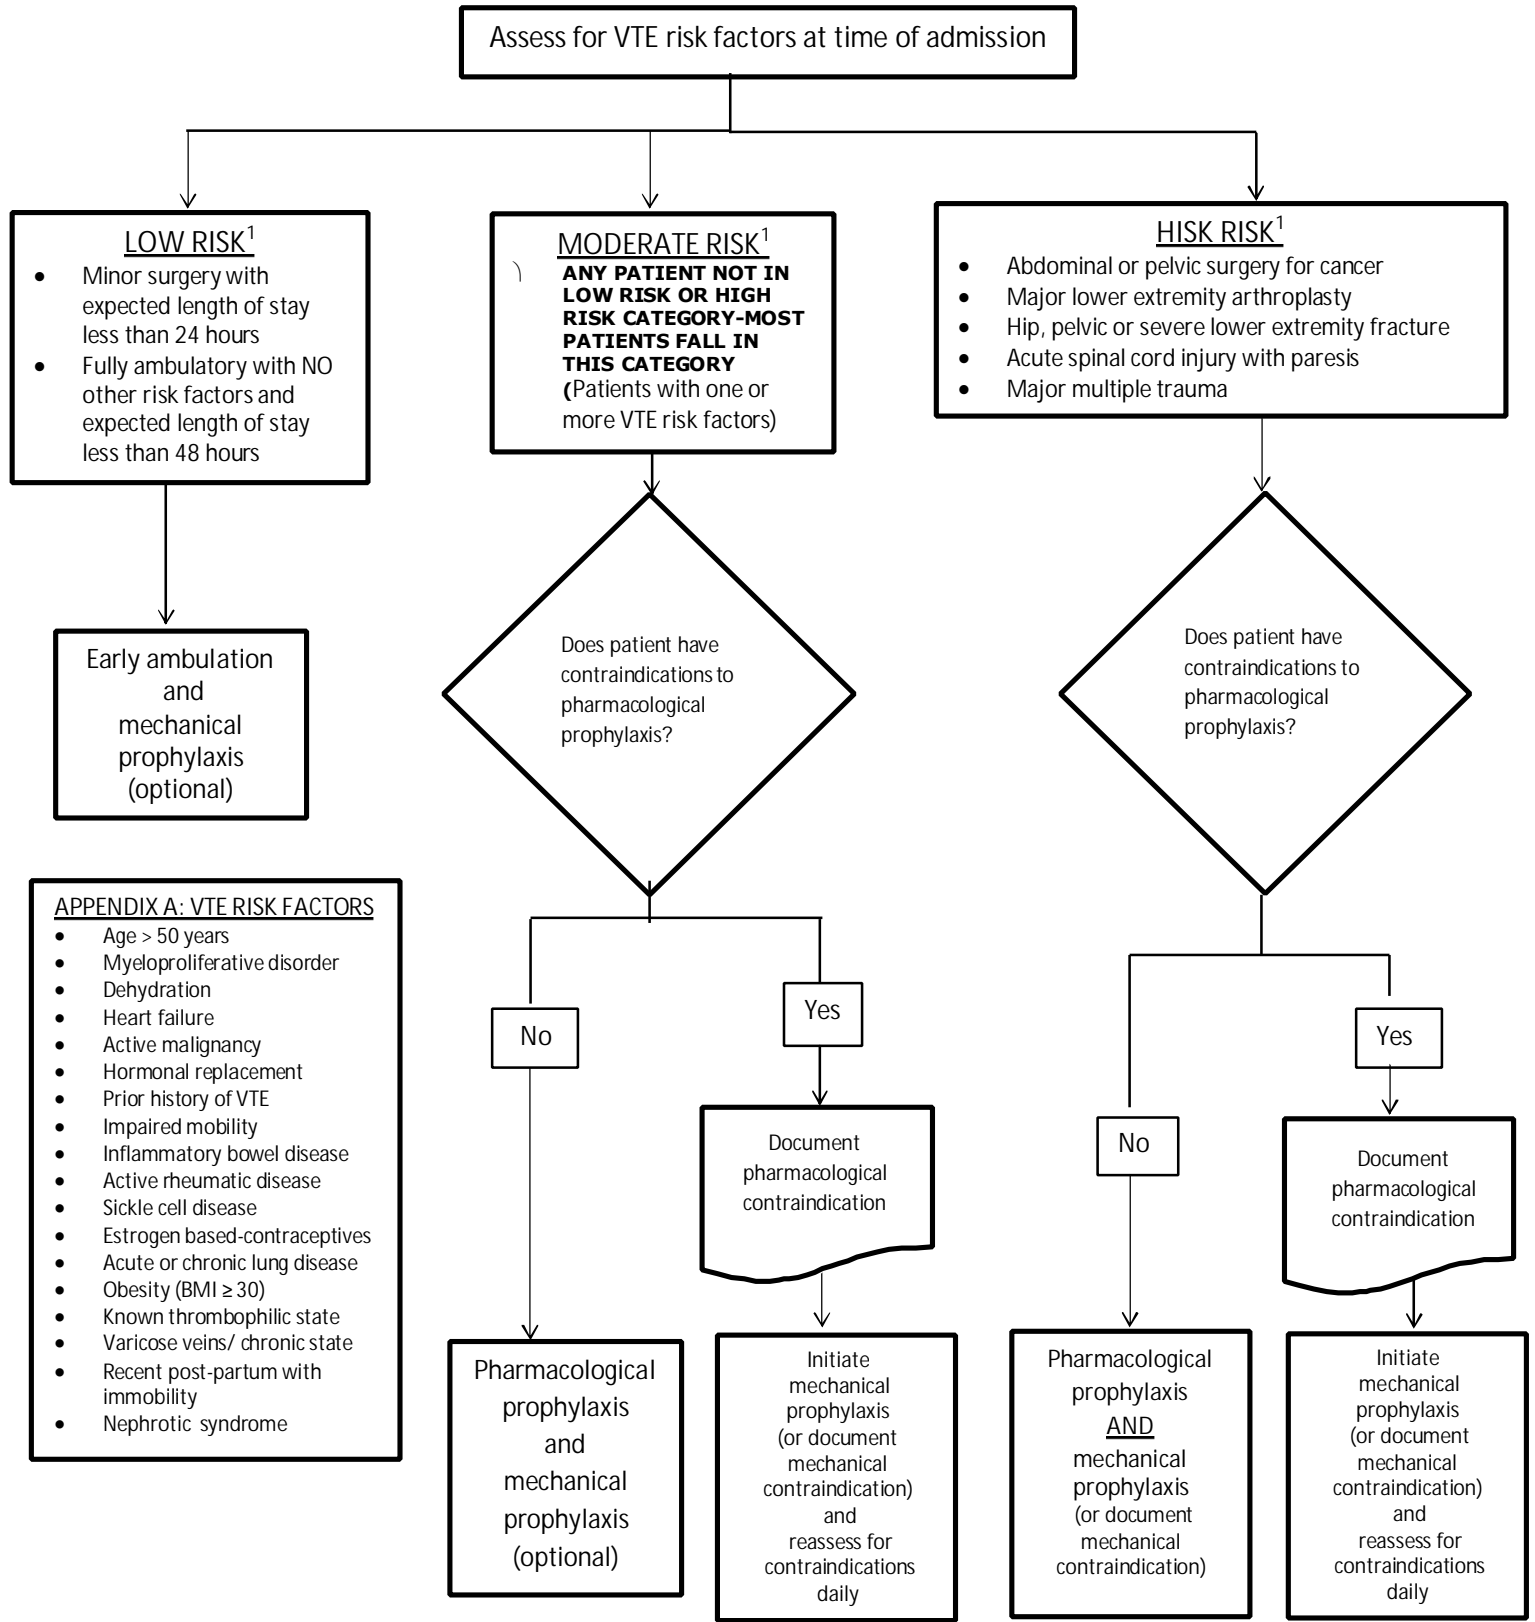 Assess for VTE risk factors at time of admission
LOW RISK1
• Minor surgery with
expected length of stay
less than 24 hours
• Fully ambulatory with NO
other risk factors and
expected length of stay
less than 48 hours
MODERATE RISK1
ANY PATIENT NOT IN
LOW RISK OR HIGH
RISK CATEGORY-MOST
PATIENTS FALL IN
THIS CATEGORY
(Patients with one or
more VTE risk factors)
HISK RISK1
• Abdominal or pelvic surgery for cancer
• Major lower extremity arthroplasty
• Hip, pelvic or severe lower extremity fracture
• Acute spinal cord injury with paresis
• Major multiple trauma
Early ambulation
and
mechanical
prophylaxis
(optional)
Does patient have
contraindications to
pharmacological
prophylaxis?
Does patient have
contraindications to
pharmacological
prophylaxis?
APPENDIX A: VTE RISK FACTORS
• Age > 50 years
• Myeloproliferative disorder
• Dehydration
• Heart failure
• Active malignancy
• Hormonal replacement
• Prior history of VTE
• Impaired mobility
• Inflammatory bowel disease
• Active rheumatic disease
• Sickle cell disease
• Estrogen based-contraceptives
• Acute or chronic lung disease
• Obesity (BMI ≥ 30)
• Known thrombophilic state
• Varicose veins/ chronic state
• Recent post-partum with
immobility
• Nephrotic syndrome
No
Yes
No
Yes
Document
pharmacological
contraindication
Document
pharmacological
contraindication
Pharmacological
prophylaxis
and
mechanical
prophylaxis
(optional)
Initiate
mechanical
prophylaxis
(or document
mechanical
contraindication)
and
reassess for
contraindications
daily
Pharmacological
prophylaxis
AND
mechanical
prophylaxis
(or document
mechanical
contraindication)
Initiate
mechanical
prophylaxis
(or document
mechanical
contraindication)
and
reassess for
contraindications
daily